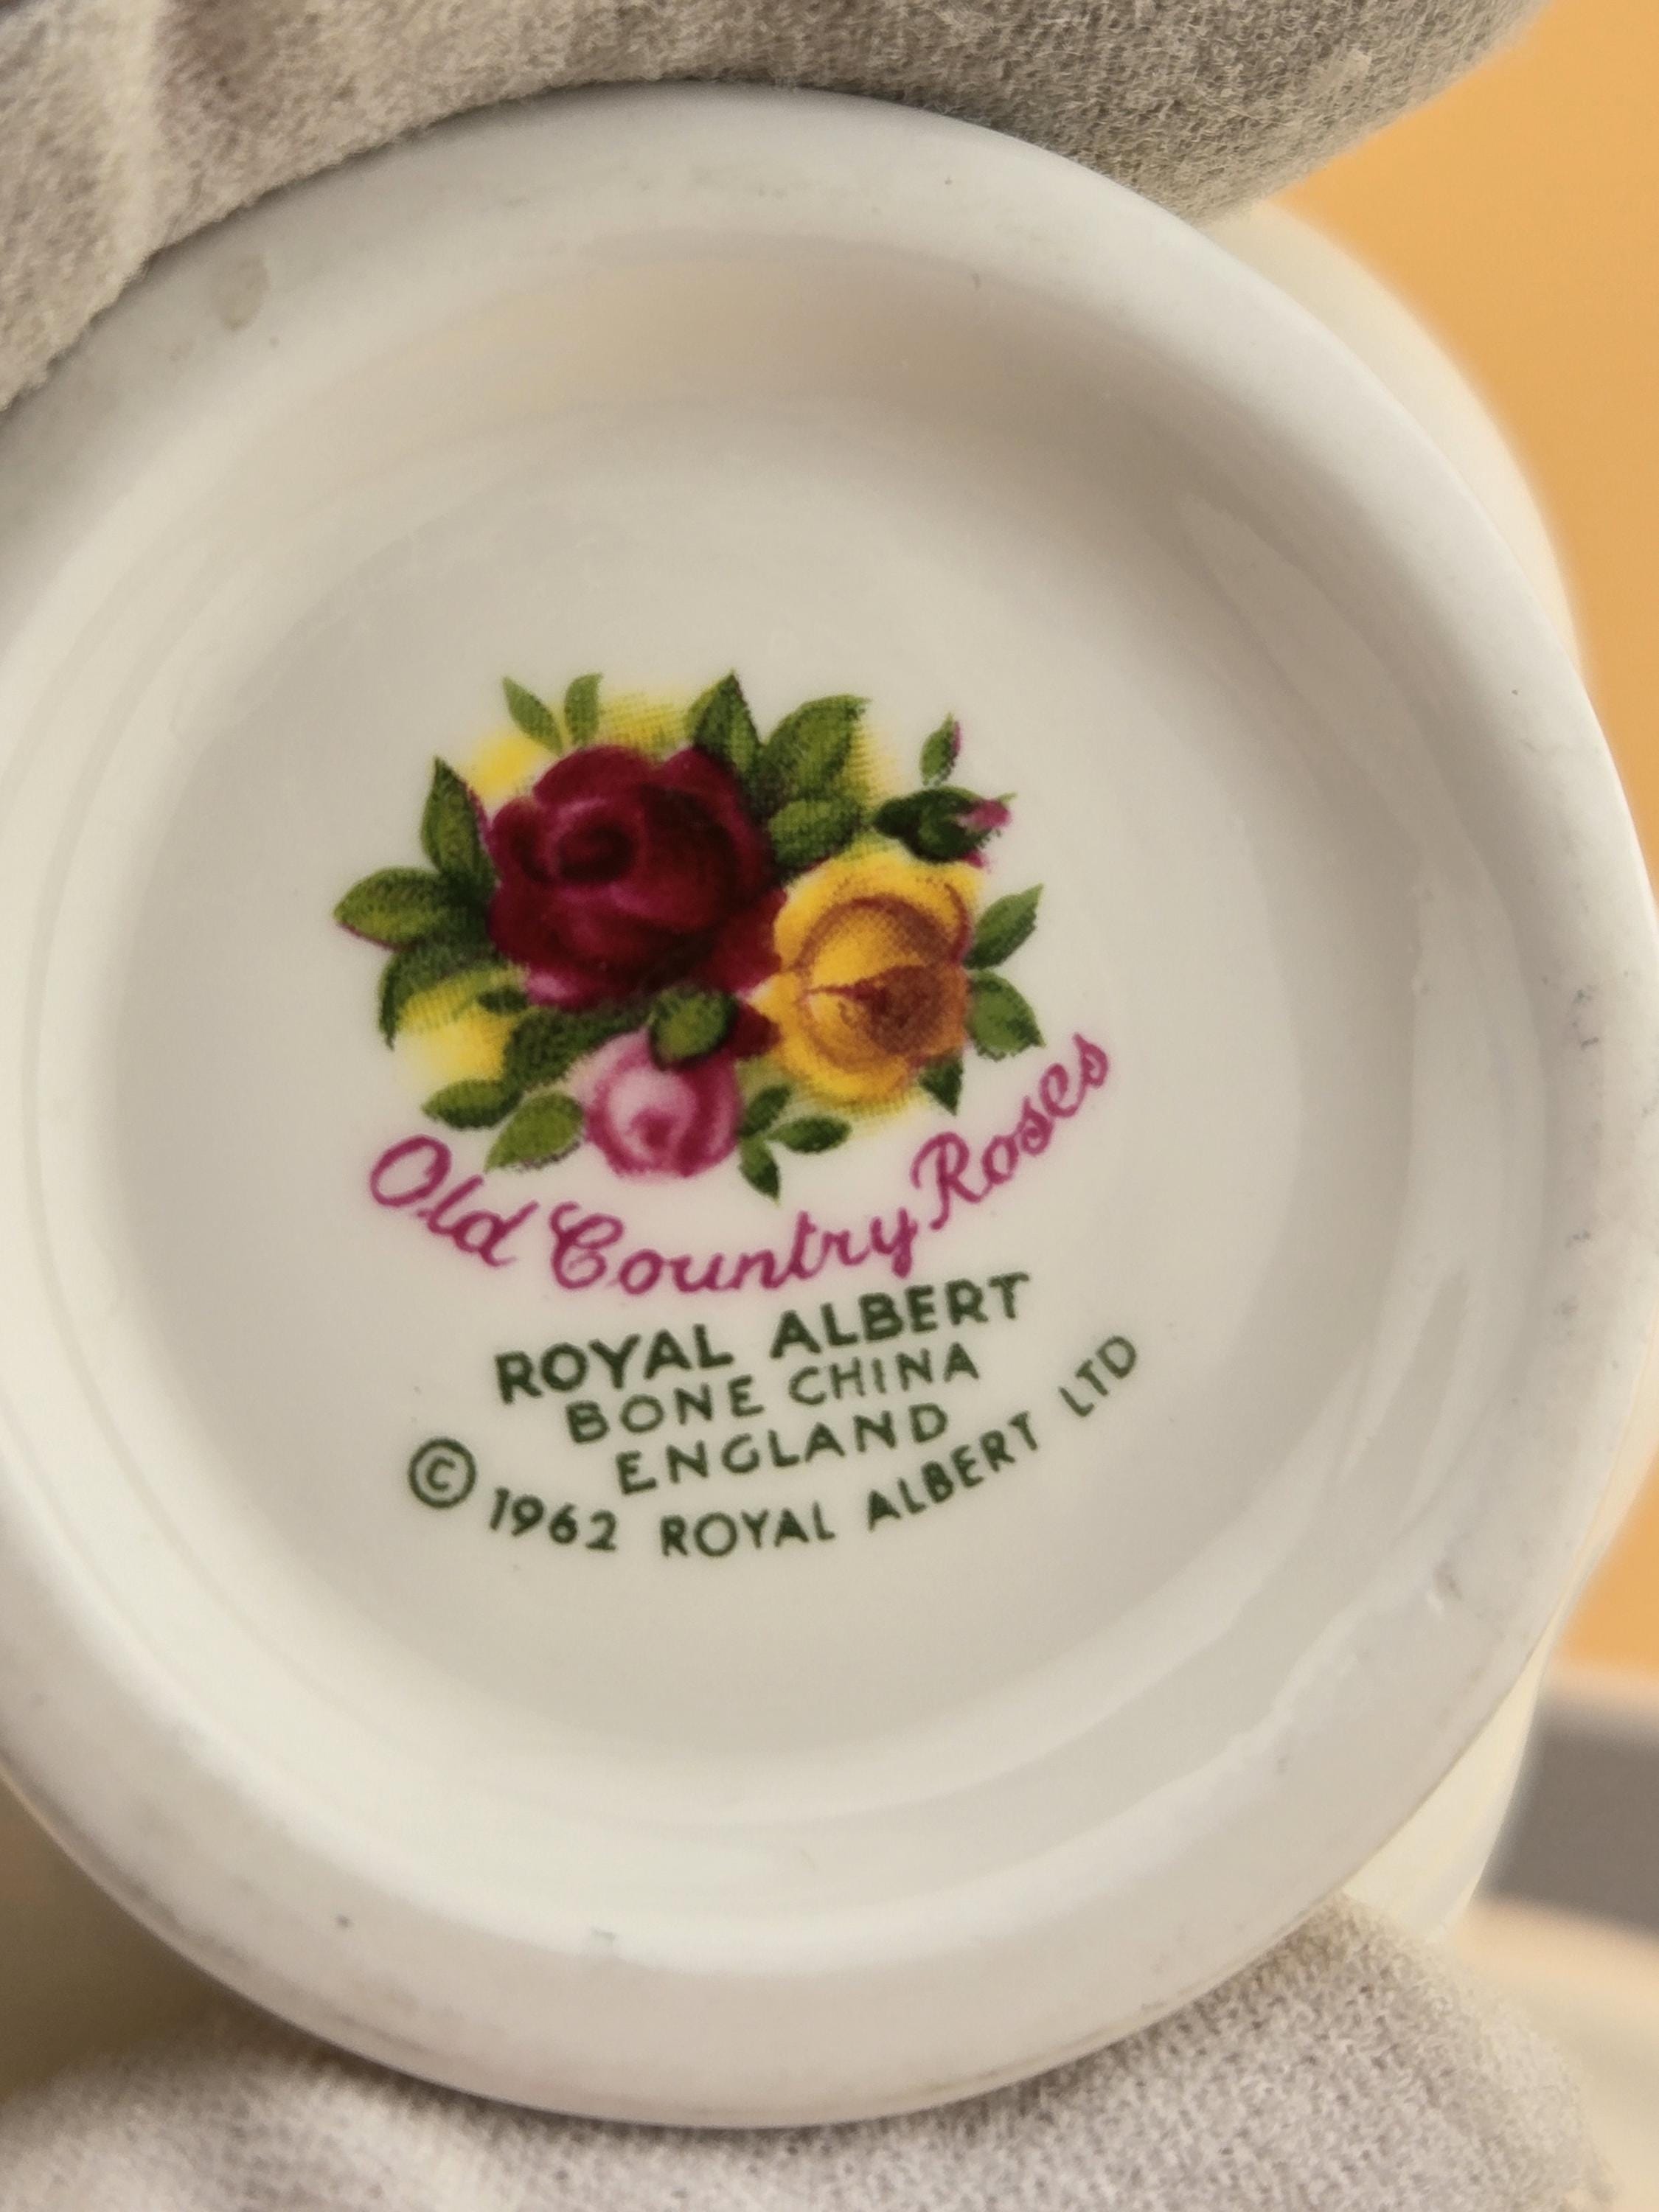 Old Country Roses
ROYAL ALBERT
BONE CHINA
ENGLAND
© 1962 ROYAL ALBERT LTD